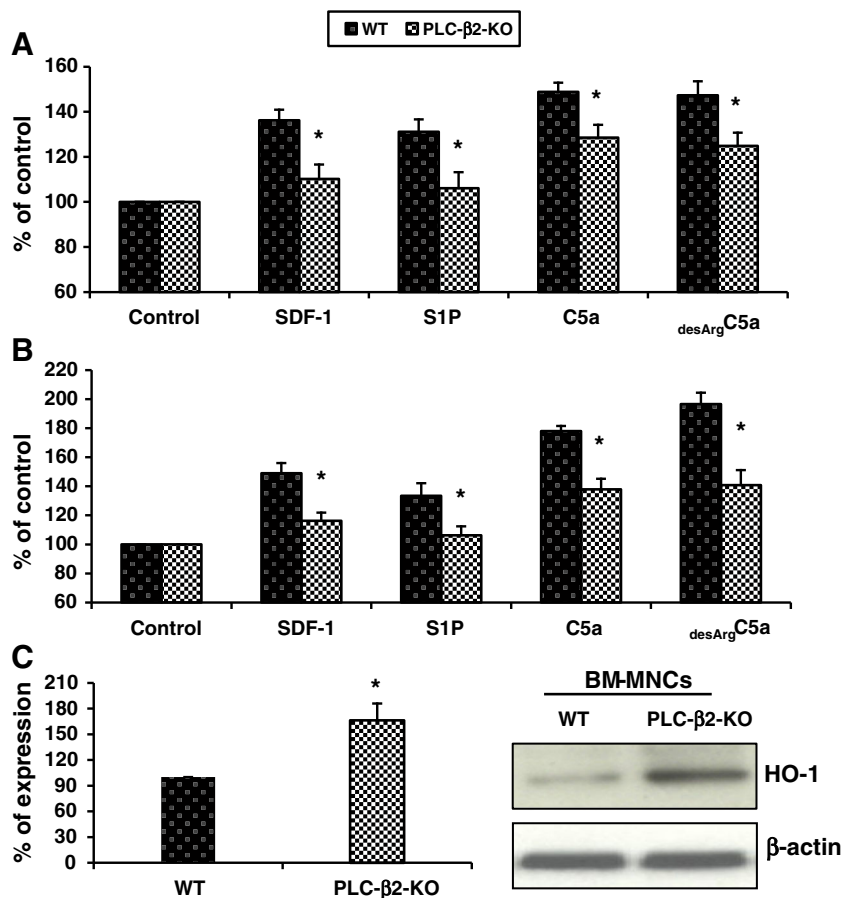 WT PLC-β2-KO
A
% of control
160
140
120
100
80
60
* * * *
Control SDF-1 S1P C5a desArgC5a
B
% of control
220
200
180
160
140
120
100
80
60
* * * *
Control SDF-1 S1P C5a desArgC5a
C
% of expression
210
180
150
120
90
60
30
0
*
WT PLC-β2-KO
BM-MNCs
WT PLC-β2-KO
HO-1
β-actin